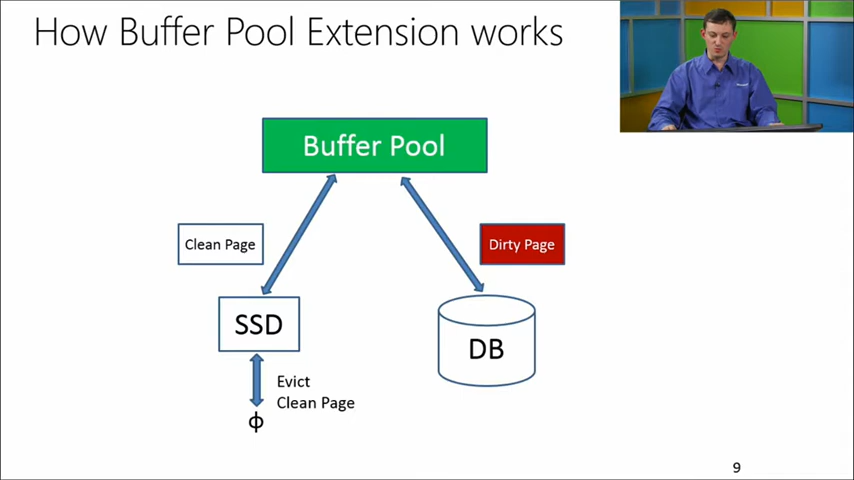 How Buffer Pool Extension works
Buffer Pool
Clean Page
Dirty Page
SSD
DB
Evict
Clean Page
ϕ
9